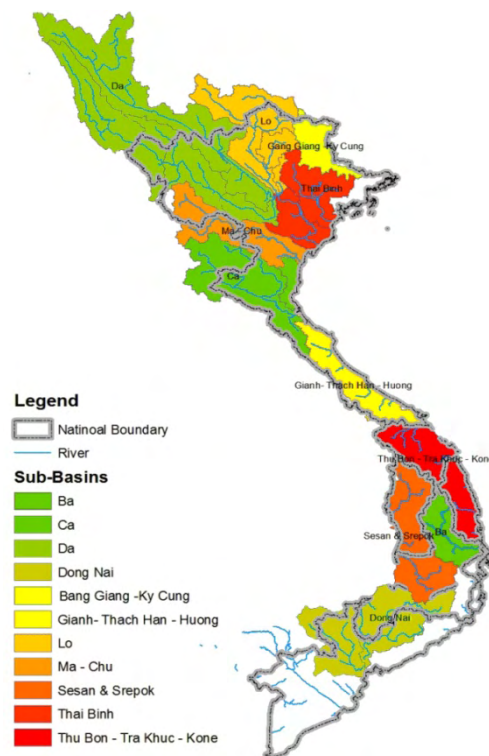 Da
Lo
Gang Giang -Ky Cung
Thai Binh
Ma - Chu
Ca
Gianh- Thach Han - Huong
Thu Bon - Tra Khuc - Kone
Sesan & Srepok
Ba
Dong Nai
Legend
Natinoal Boundary
River
Sub-Basins
Ba
Ca
Da
Dong Nai
Bang Giang -Ky Cung
Gianh- Thach Han - Huong
Lo
Ma - Chu
Sesan & Srepok
Thai Binh
Thu Bon - Tra Khuc - Kone